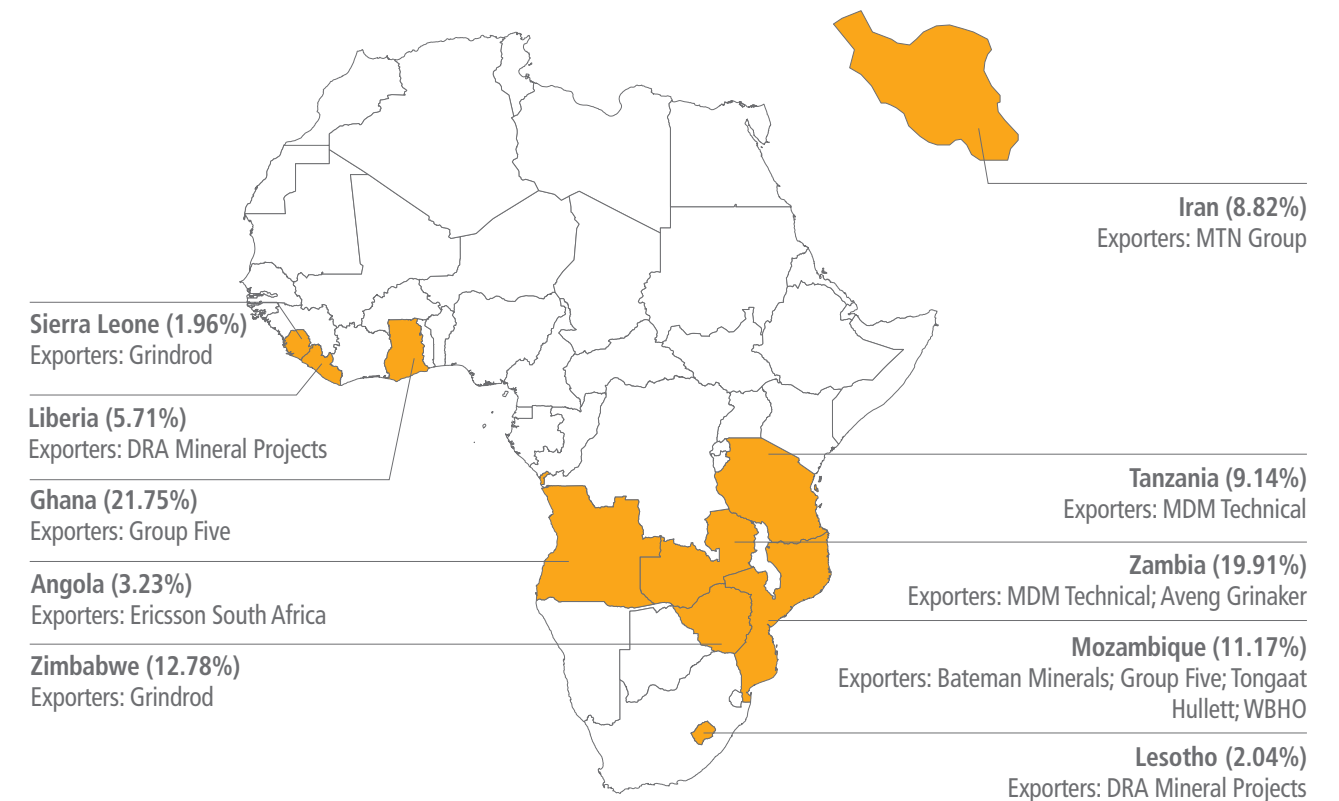 Iran (8.82%)
Exporters: MTN Group
Sierra Leone (1.96%)
Exporters: Grindrod
Liberia (5.71%)
Exporters: DRA Mineral Projects
Ghana (21.75%)
Exporters: Group Five
Angola (3.23%)
Exporters: Ericsson South Africa
Zimbabwe (12.78%)
Exporters: Grindrod
Tanzania (9.14%)
Exporters: MDM Technical
Zambia (19.91%)
Exporters: MDM Technical; Aveng Grinaker
Mozambique (11.17%)
Exporters: Bateman Minerals; Group Five; Tongaat
Hullett; WBHO
Lesotho (2.04%)
Exporters: DRA Mineral Projects